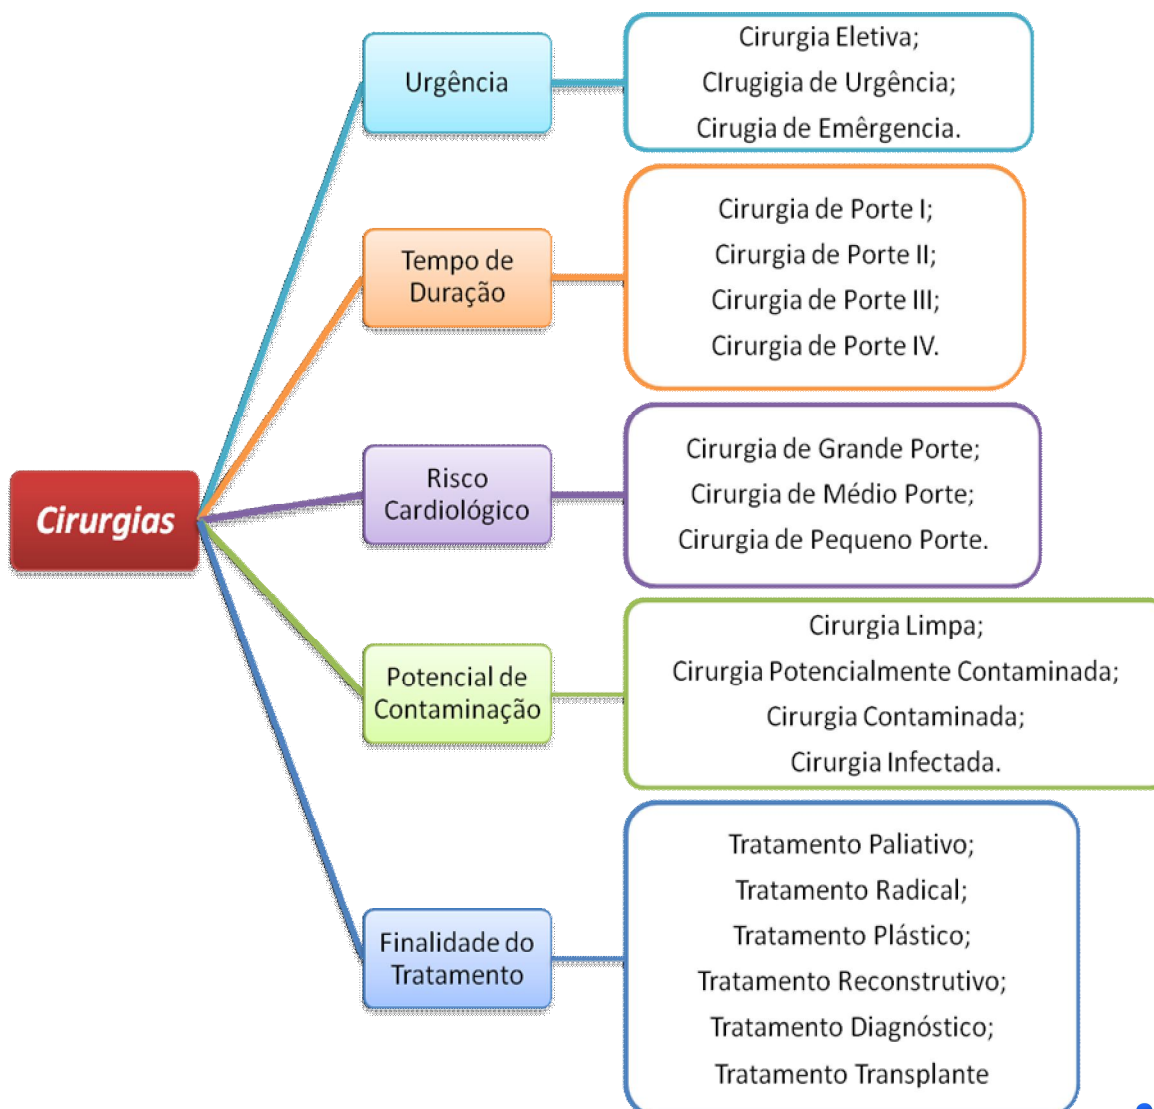 Cirurgias
Urgência
Cirurgia Eletiva;
CIrugigia de Urgência;
Cirugia de Emêrgencia.
Tempo de
Duração
Cirurgia de Porte I;
Cirurgia de Porte II;
Cirurgia de Porte III;
Cirurgia de Porte IV.
Risco
Cardiológico
Cirurgia de Grande Porte;
Cirurgia de Médio Porte;
Cirurgia de Pequeno Porte.
Potencial de
Contaminação
Cirurgia Limpa;
Cirurgia Potencialmente Contaminada;
Cirurgia Contaminada;
Cirurgia Infectada.
Finalidade do
Tratamento
Tratamento Paliativo;
Tratamento Radical;
Tratamento Plástico;
Tratamento Reconstrutivo;
Tratamento Diagnóstico;
Tratamento Transplante